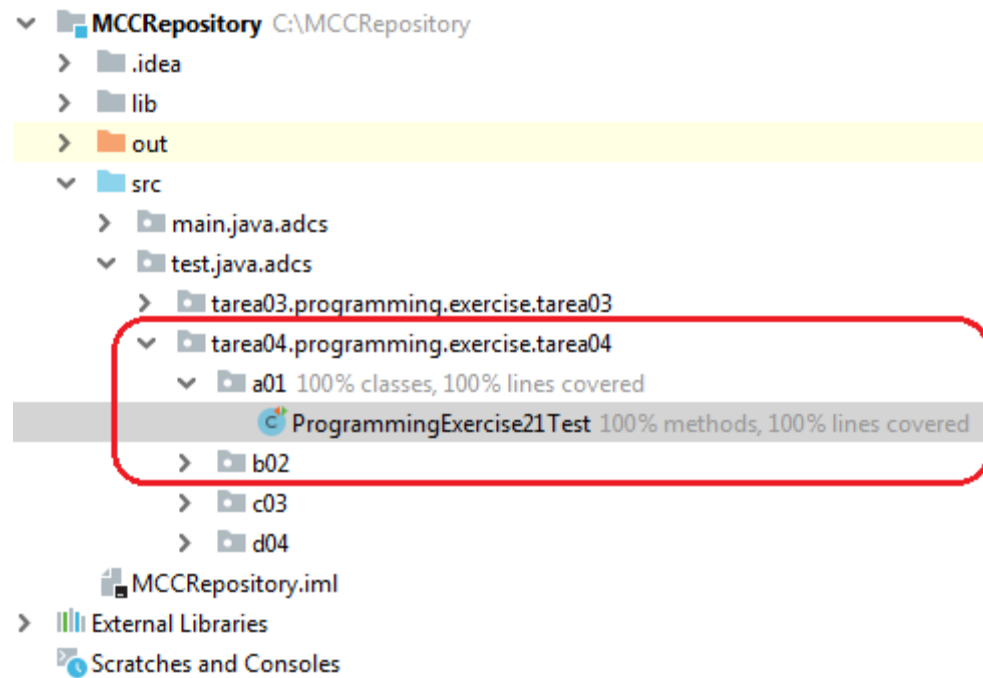 MCCRepository C:\MCCRepository
.idea
lib
out
src
main.java.adcs
test.java.adcs
tarea03.programming.exercise.tarea03
tarea04.programming.exercise.tarea04
a01 100% classes, 100% lines covered
ProgrammingExercise21Test 100% methods, 100% lines covered
b02
c03
d04
MCCRepository.iml
External Libraries
Scratches and Consoles